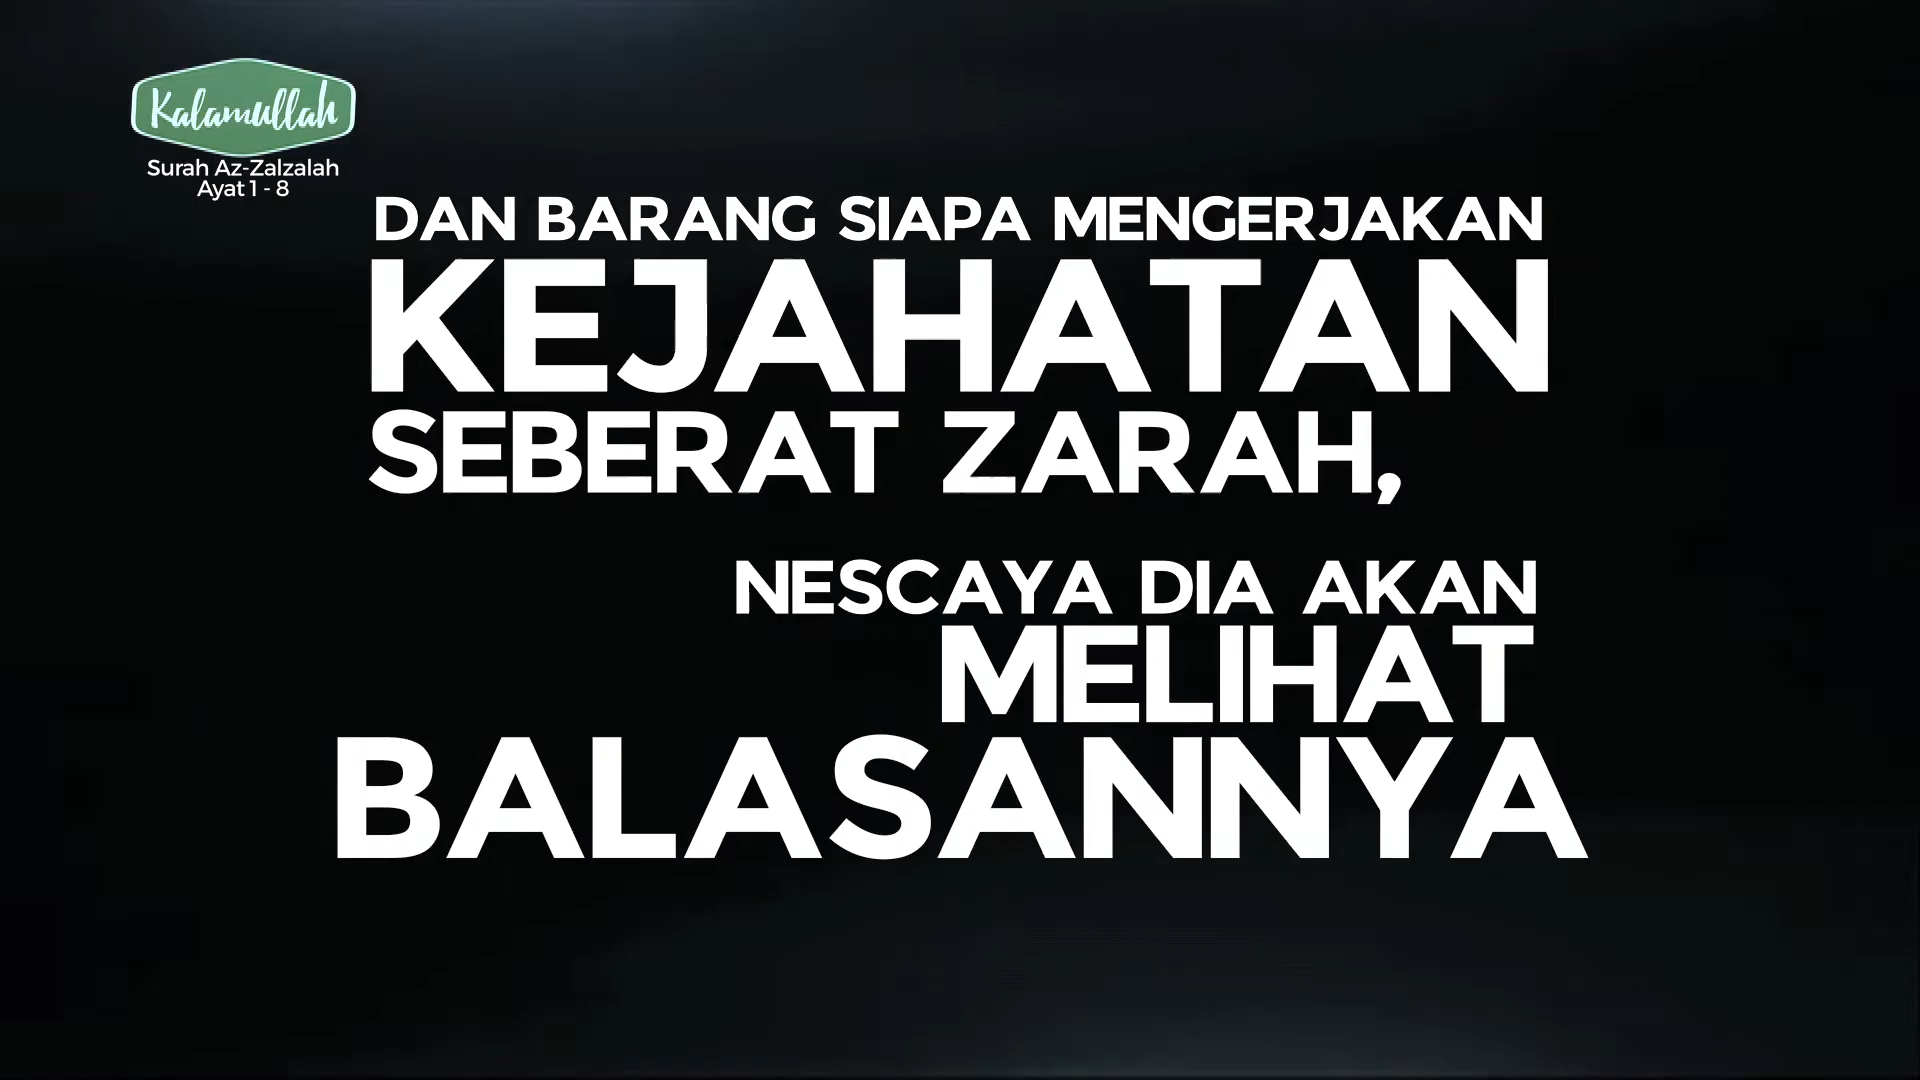 Kalamullah
Surah Az-Zalzalah
Ayat 1 - 8
DAN BARANG SIAPA MENGERJAKAN
KEJAHATAN
SEBERAT ZARAH,
NESCAYA DIA AKAN
MELIHAT
BALASANNYA